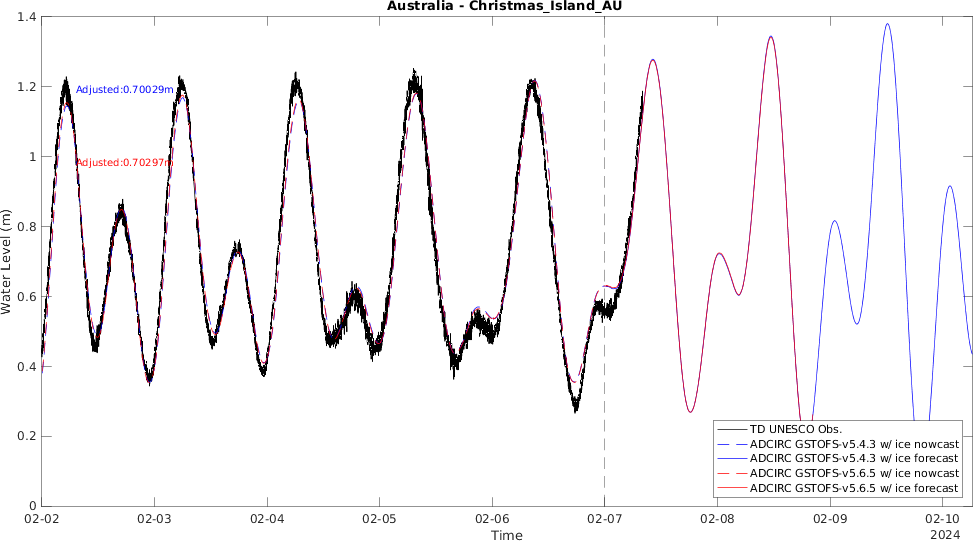 Australia - Christmas_Island_AU
1.4
1.2
1
0.8
0.6
0.4
0.2
0
Water Level (m)
Adjusted:0.70029m
Adjusted:0.70297m
TD UNESCO Obs.
ADCIRC GSTOFS-v5.4.3 w/ ice nowcast
ADCIRC GSTOFS-v5.4.3 w/ ice forecast
ADCIRC GSTOFS-v5.6.5 w/ ice nowcast
ADCIRC GSTOFS-v5.6.5 w/ ice forecast
02-02 02-03 02-04 02-05 02-06 02-07 02-08 02-09 02-10
Time
2024